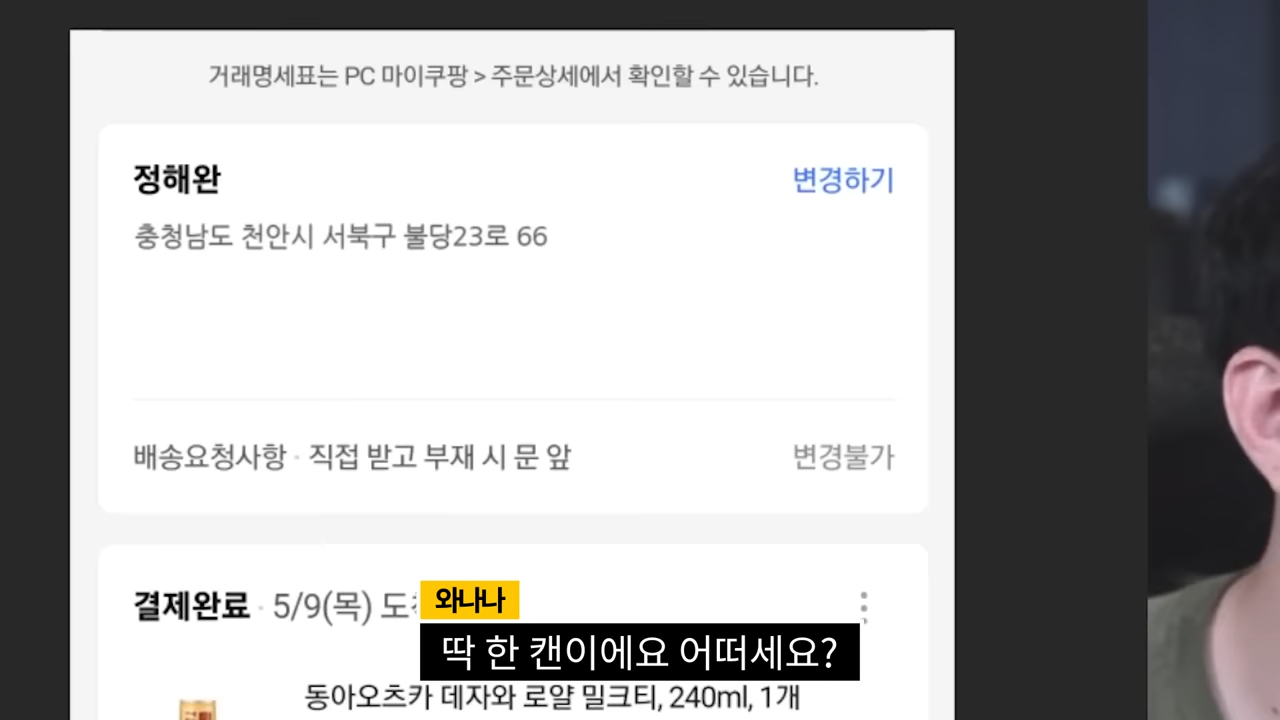 거래명세표는 PC 마이쿠팡 > 주문상세에서 확인할 수 있습니다.
정해완
변경하기
충청남도 천안시 서북구 불당23로 66
배송요청사항 · 직접 받고 부재 시 문 앞
변경불가
결제완료 · 5/9(목)
와나나
딱 한 캔이에요 어떠세요?
동아오츠카 데자와 로얄 밀크티, 240ml, 1개